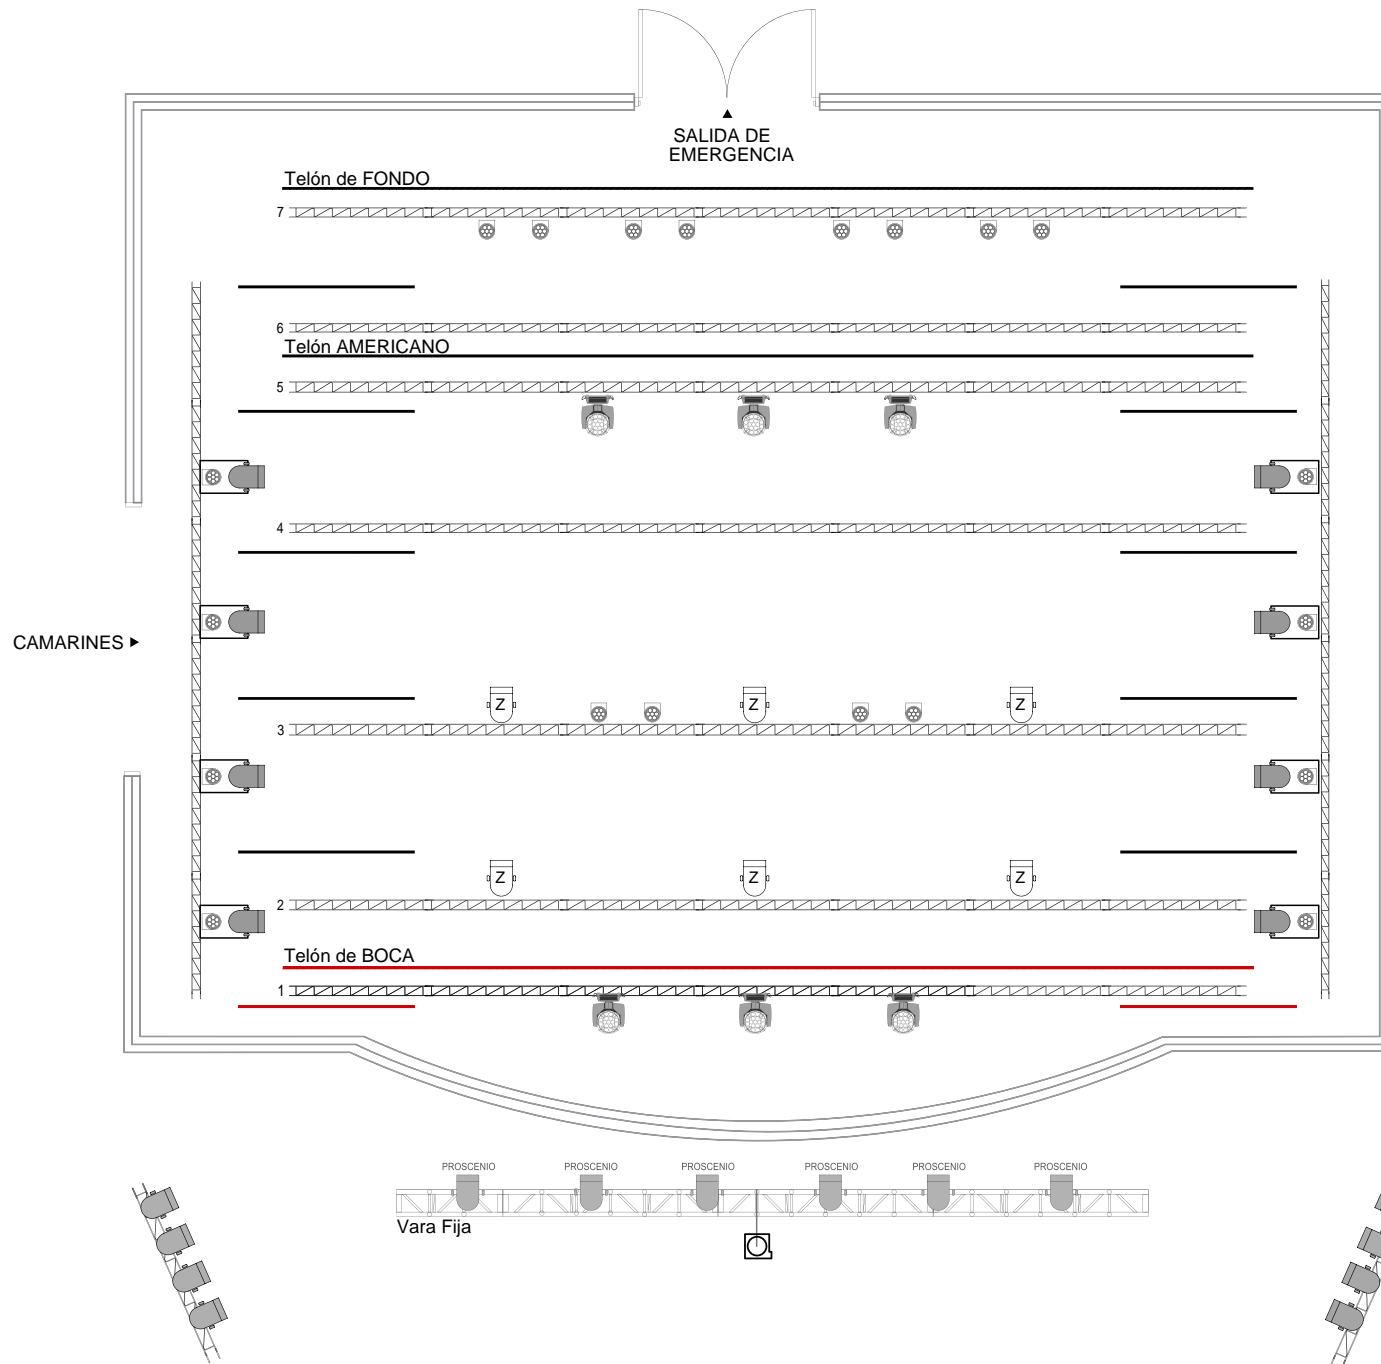 SALIDA DE
EMERGENCIA
Telón de FONDO
7
6
Telón AMERICANO
5
4
CAMARINES
Z Z Z
3
Z Z Z
2
Telón de BOCA
1
PROSCENIO PROSCENIO PROSCENIO PROSCENIO PROSCENIO PROSCENIO
Vara Fija